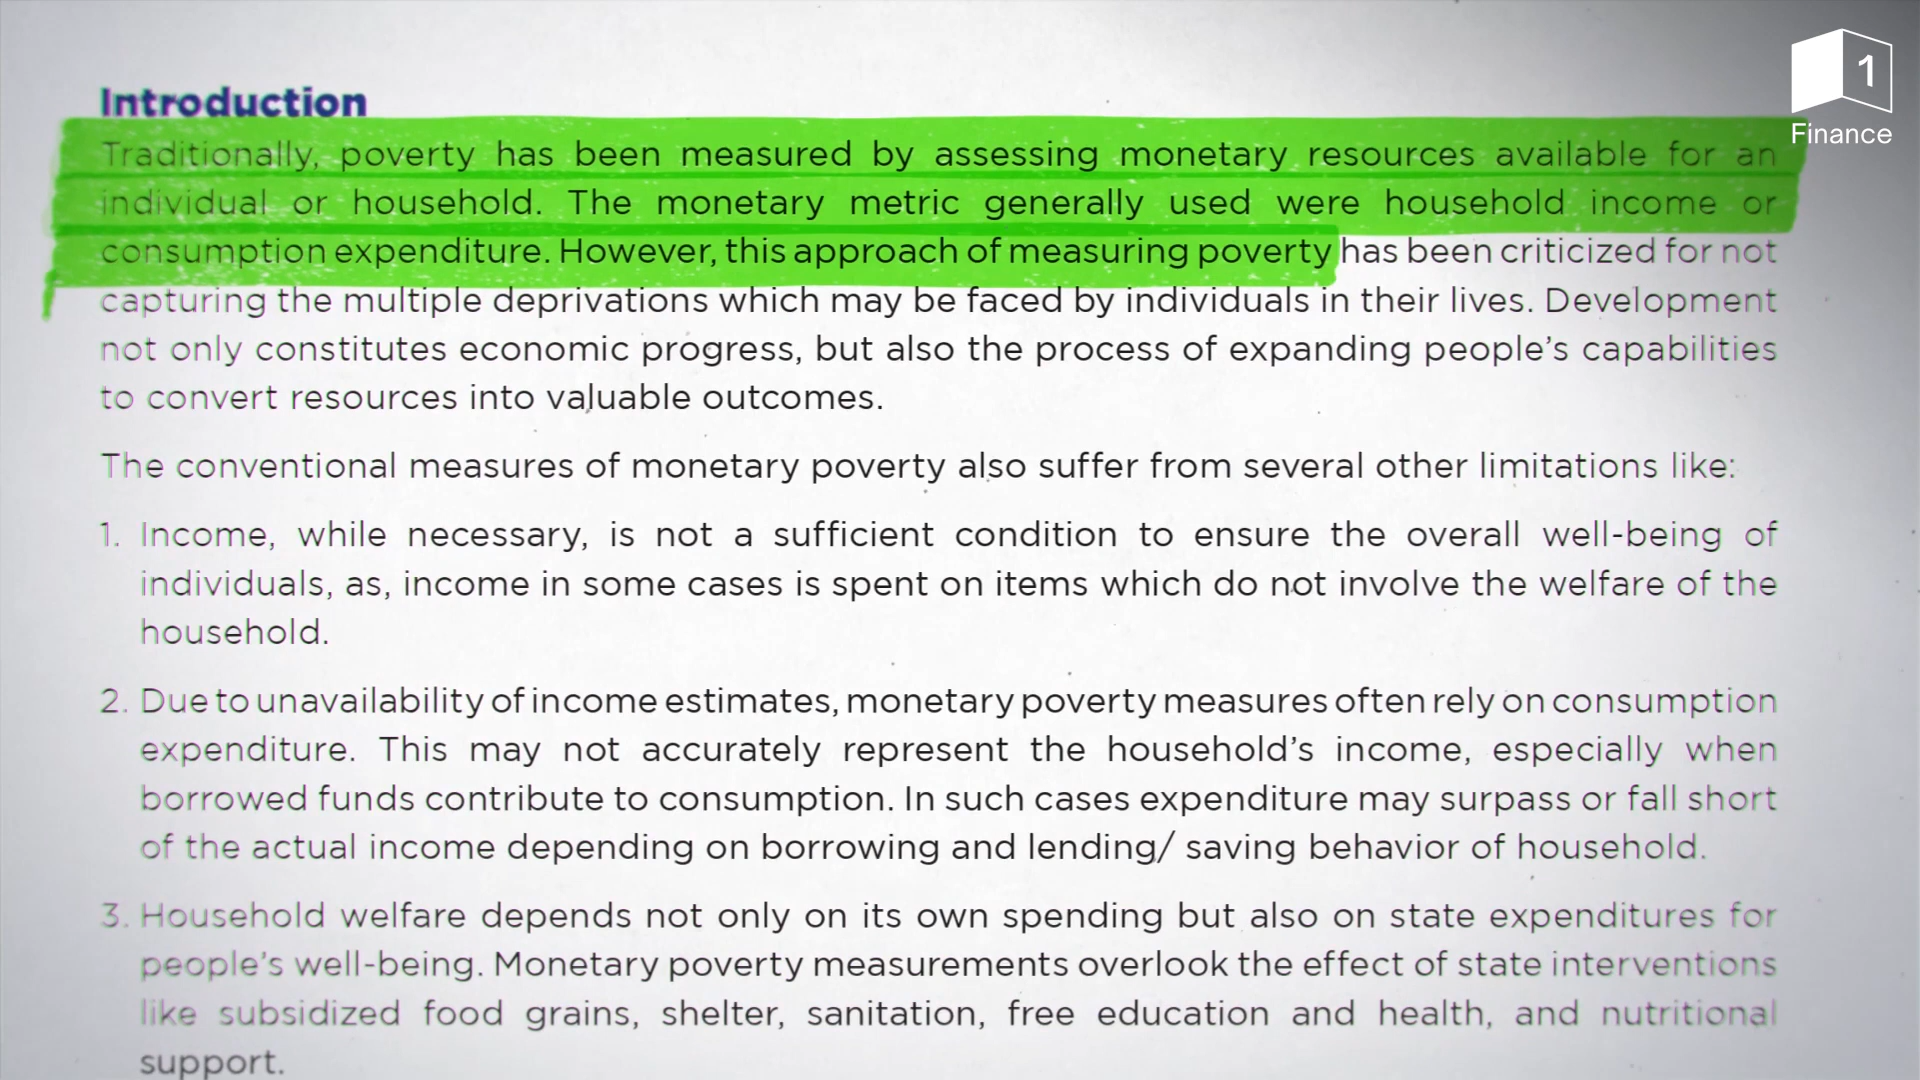 1
Finance
Introduction
Traditionally, poverty has been measured by assessing monetary resources available for an
individual or household. The monetary metric generally used were household income or
consumption expenditure. However, this approach of measuring poverty has been criticized for not
capturing the multiple deprivations which may be faced by individuals in their lives. Development
not only constitutes economic progress, but also the process of expanding people's capabilities
to convert resources into valuable outcomes.
The conventional measures of monetary poverty also suffer from several other limitations like:
1. Income, while necessary, is not a sufficient condition to ensure the overall well-being of
individuals, as, income in some cases is spent on items which do not involve the welfare of the
household.
2. Due to unavailability of income estimates, monetary poverty measures often rely on consumption
expenditure. This may not accurately represent the household's income, especially when
borrowed funds contribute to consumption. In such cases expenditure may surpass or fall short
of the actual income depending on borrowing and lending/ saving behavior of household.
3. Household welfare depends not only on its own spending but also on state expenditures for
people's well-being. Monetary poverty measurements overlook the effect of state interventions
like subsidized food grains, shelter, sanitation, free education and health, and nutritional
support.